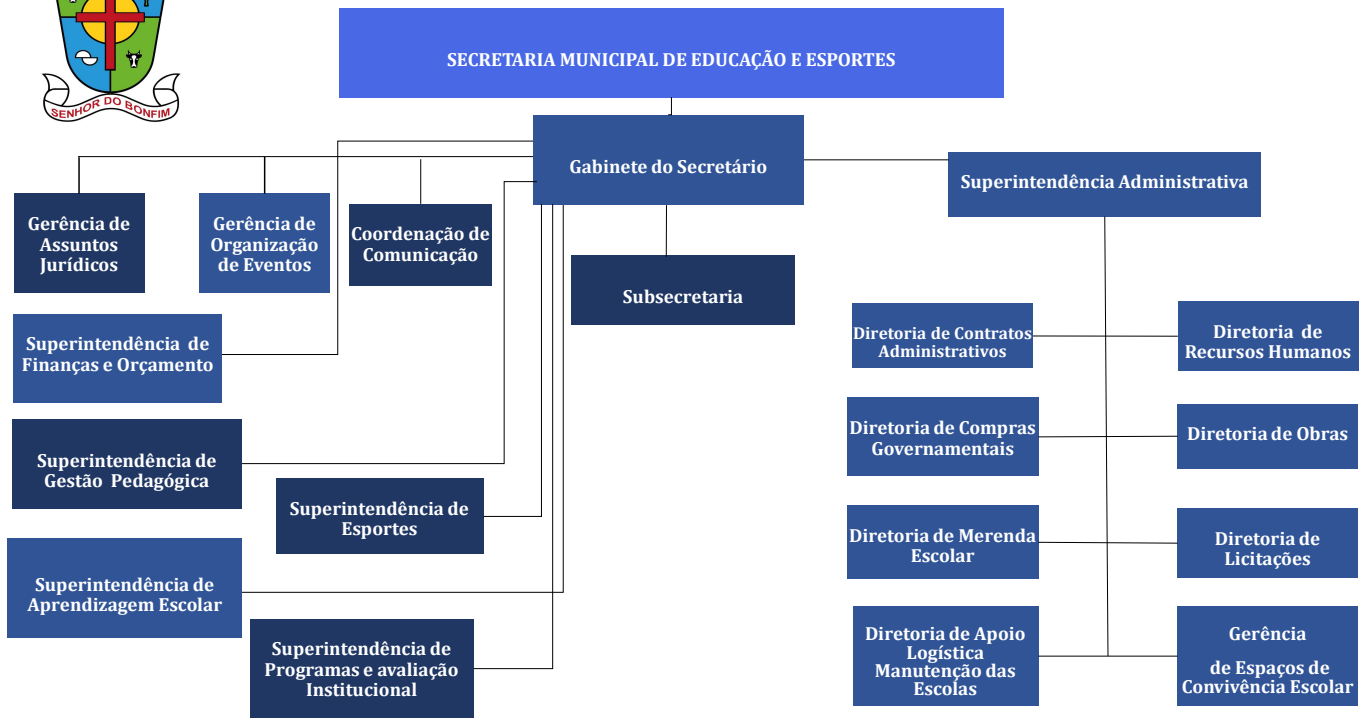 SENHOR DO BONFIM
SECRETARIA MUNICIPAL DE EDUCAÇÃO E ESPORTES
Gabinete do Secretário
Superintendência Administrativa
Gerência de
Assuntos
Jurídicos
Gerência de
Organização
de Eventos
Coordenação de
Comunicação
Subsecretaria
Superintendência de
Finanças e Orçamento
Superintendência de
Gestão Pedagógica
Superintendência de
Esportes
Superintendência de
Aprendizagem Escolar
Superintendência de
Programas e avaliação
Institucional
Diretoria de Contratos
Administrativos
Diretoria de
Recursos Humanos
Diretoria de Compras
Governamentais
Diretoria de Obras
Diretoria de Merenda
Escolar
Diretoria de
Licitações
Diretoria de Apoio
Logística
Manutenção das
Escolas
Gerência
de Espaços de
Convivência Escolar